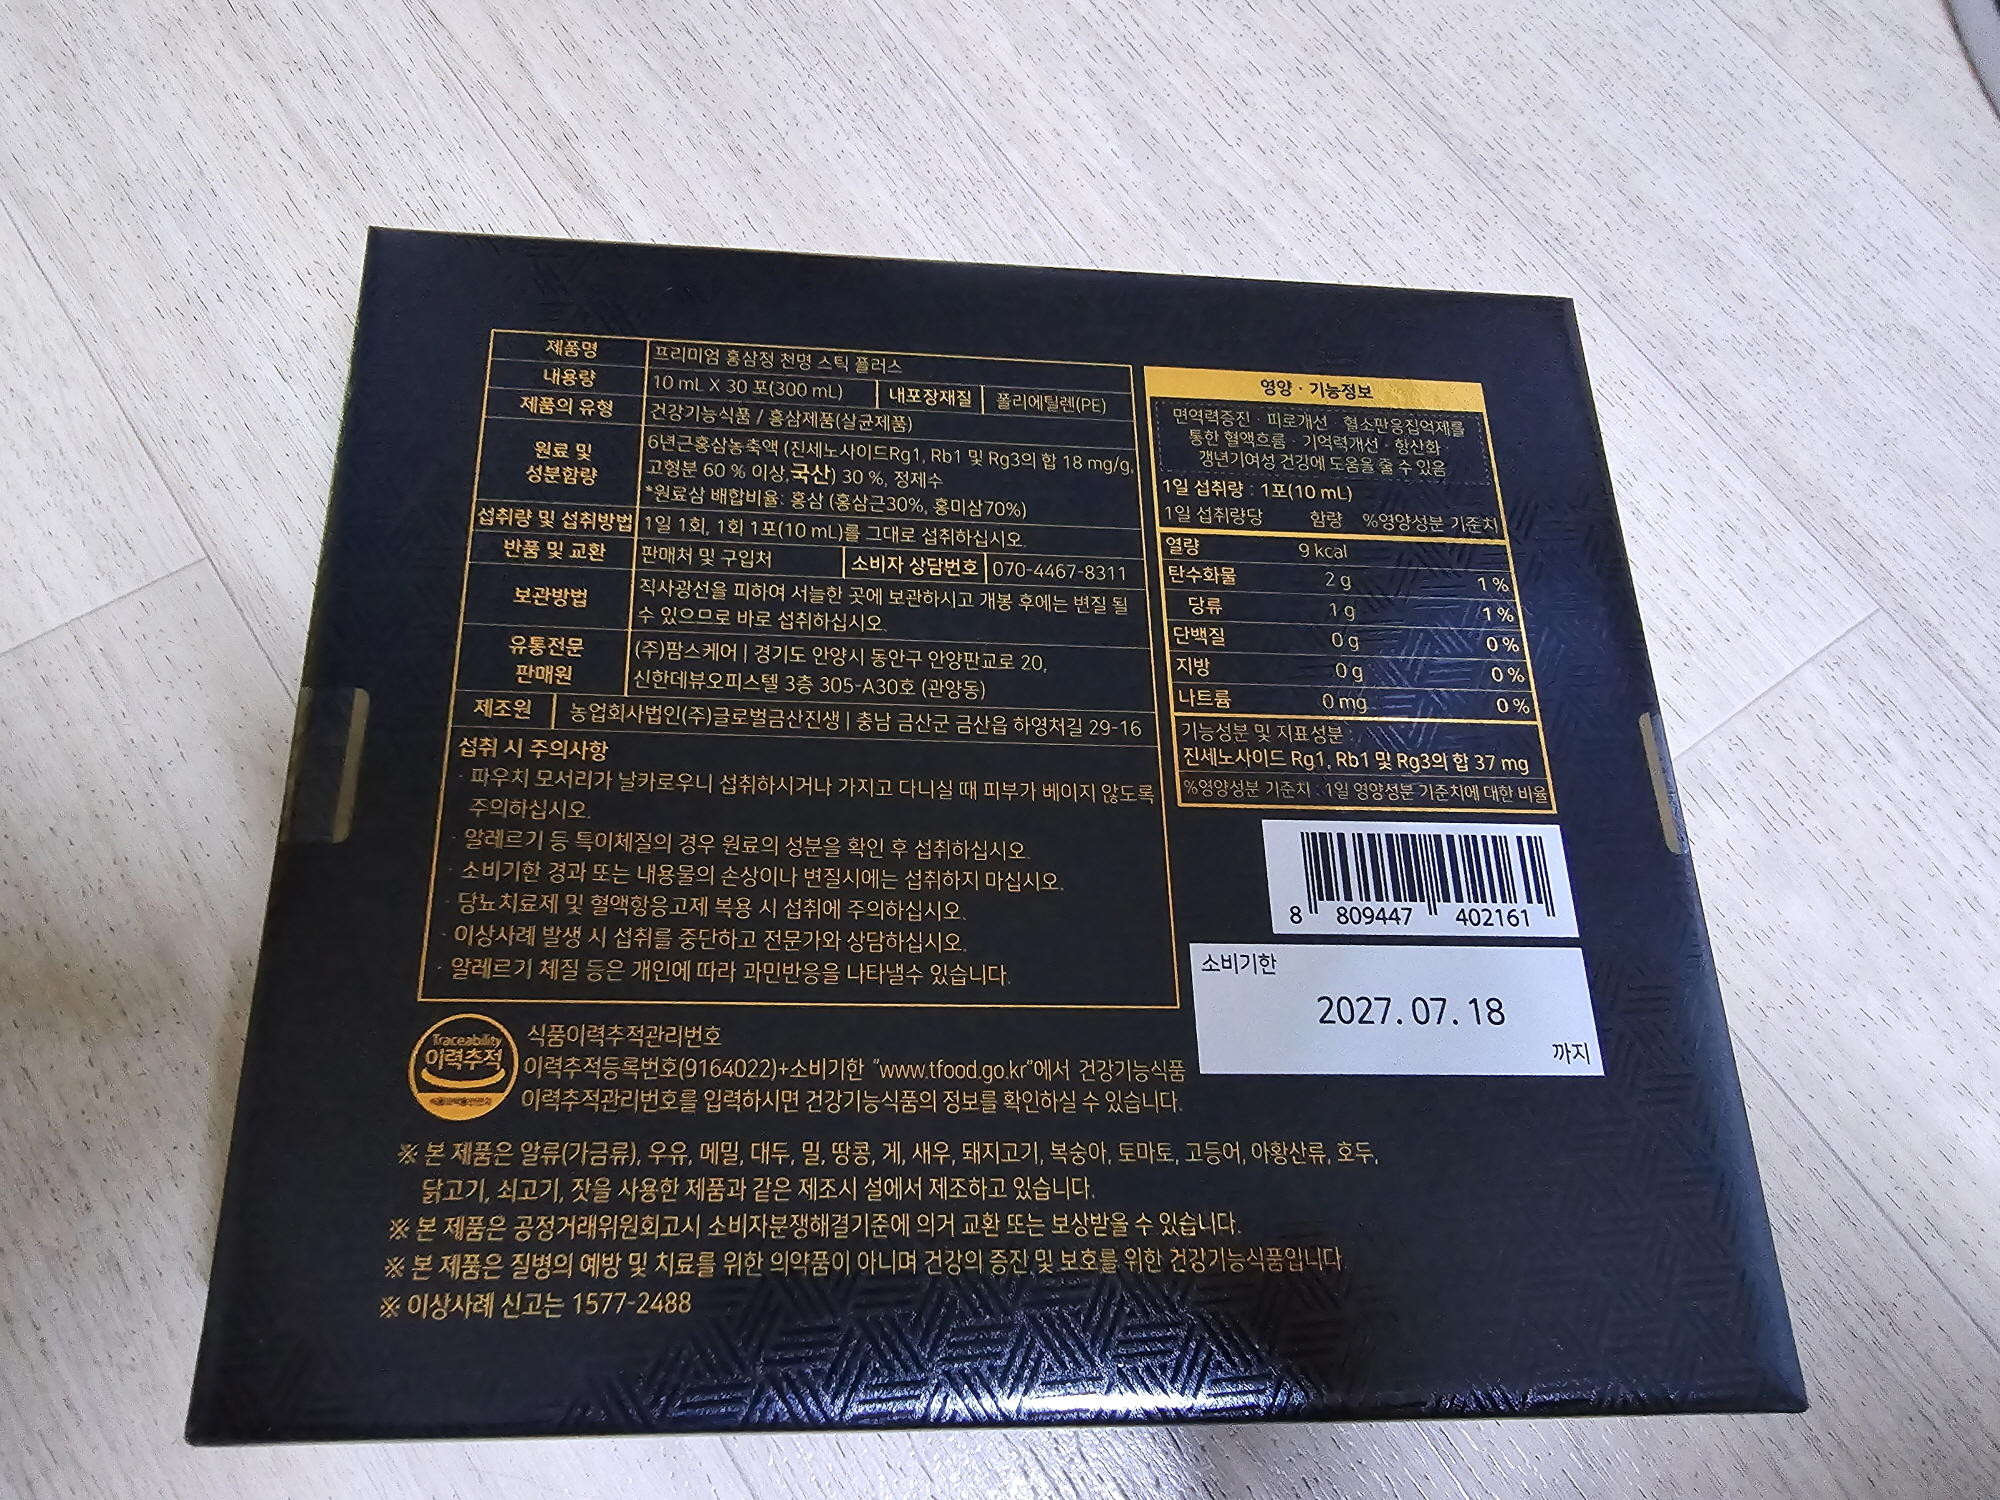 제품명 프리미엄 홍삼정 천명 스틱 플러스
내용량 10 mL X 30 포(300 mL) 내포장재질 폴리에틸렌(PE)
제품의 유형 건강기능식품 / 홍삼제품(살균제품)
원료 및 성분함량
6년근홍삼농축액 (진세노사이드Rg1, Rb1 및 Rg3의 합 18 mg/g,
고형분 60 % 이상,국산) 30 %, 정제수
*원료삼 배합비율: 홍삼 (홍삼근30%, 홍미삼70%)
섭취량 및 섭취방법 1일 1회, 1회 1포(10 mL)를 그대로 섭취하십시오.
반품 및 교환 판매처 및 구입처 소비자 상담번호 070-4467-8311
보관방법 직사광선을 피하여 서늘한 곳에 보관하시고 개봉 후에는 변질 될
수 있으므로 바로 섭취하십시오.
유통전문 (주)팜스케어 | 경기도 안양시 동안구 안양판교로 20,
판매원 신한데뷰오피스텔 3층 305-A30호 (관양동)
제조원 농업회사법인(주)글로벌금산진생 | 충남 금산군 금산읍 하영처길 29-16
섭취 시 주의사항
· 파우치 모서리가 날카로우니 섭취하시거나 가지고 다니실 때 피부가 베이지 않도록
주의하십시오.
· 알레르기 등 특이체질의 경우 원료의 성분을 확인 후 섭취하십시오.
· 소비기한 경과 또는 내용물의 손상이나 변질시에는 섭취하지 마십시오.
· 당뇨치료제 및 혈액항응고제 복용 시 섭취에 주의하십시오.
· 이상사례 발생 시 섭취를 중단하고 전문가와 상담하십시오.
· 알레르기 체질 등은 개인에 따라 과민반응을 나타낼수 있습니다.
영양 · 기능정보
면역력증진 · 피로개선 · 혈소판응집억제를
통한 혈액흐름 · 기억력개선 · 항산화 ·
갱년기여성 건강에 도움을 줄 수 있음
1일 섭취량 : 1포(10 mL)
1일 섭취량당 함량 %영양성분 기준치
열량 9 kcal
탄수화물 2 g 1 %
당류 1 g 1 %
단백질 0 g 0 %
지방 0 g 0 %
나트륨 0 mg 0 %
기능성분 및 지표성분 :
진세노사이드 Rg1, Rb1 및 Rg3의 합 37 mg
%영양성분 기준치 : 1일 영양성분 기준치에 대한 비율
8 809447 402161
소비기한
2027. 07. 18
까지
Traceability
이력추적
식품이력추적관리번호
이력추적등록번호(9164022)+소비기한 "www.tfood.go.kr"에서 건강기능식품
이력추적관리번호를 입력하시면 건강기능식품의 정보를 확인하실 수 있습니다.
※ 본 제품은 알류(가금류), 우유, 메밀, 대두, 밀, 땅콩, 게, 새우, 돼지고기, 복숭아, 토마토, 고등어, 아황산류, 호두,
닭고기, 쇠고기, 잣을 사용한 제품과 같은 제조시 설에서 제조하고 있습니다.
※ 본 제품은 공정거래위원회고시 소비자분쟁해결기준에 의거 교환 또는 보상받을 수 있습니다.
※ 본 제품은 질병의 예방 및 치료를 위한 의약품이 아니며 건강의 증진 및 보호를 위한 건강기능식품입니다.
※ 이상사례 신고는 1577-2488